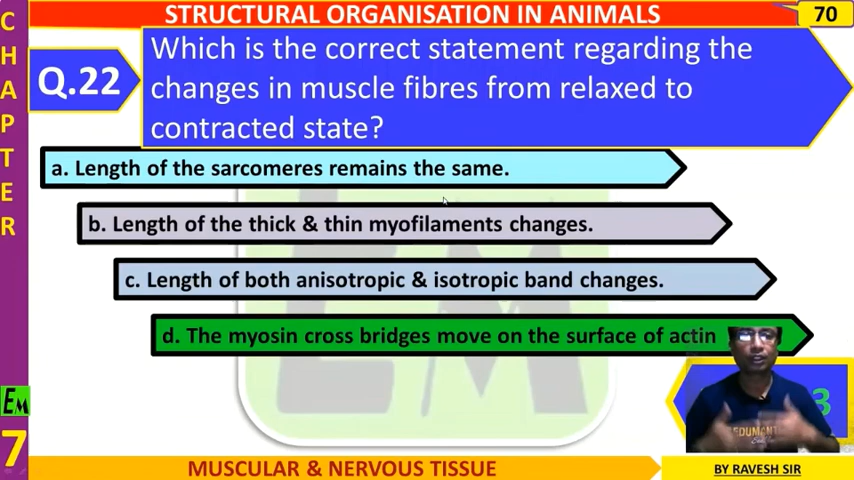 STRUCTURAL ORGANISATION IN ANIMALS
70
CHAPTER
Q.22
Which is the correct statement regarding the
changes in muscle fibres from relaxed to
contracted state?
a. Length of the sarcomeres remains the same.
b. Length of the thick & thin myofilaments changes.
c. Length of both anisotropic & isotropic band changes.
d. The myosin cross bridges move on the surface of actin
3
EM
EM
7
MUSCULAR & NERVOUS TISSUE
BY RAVESH SIR